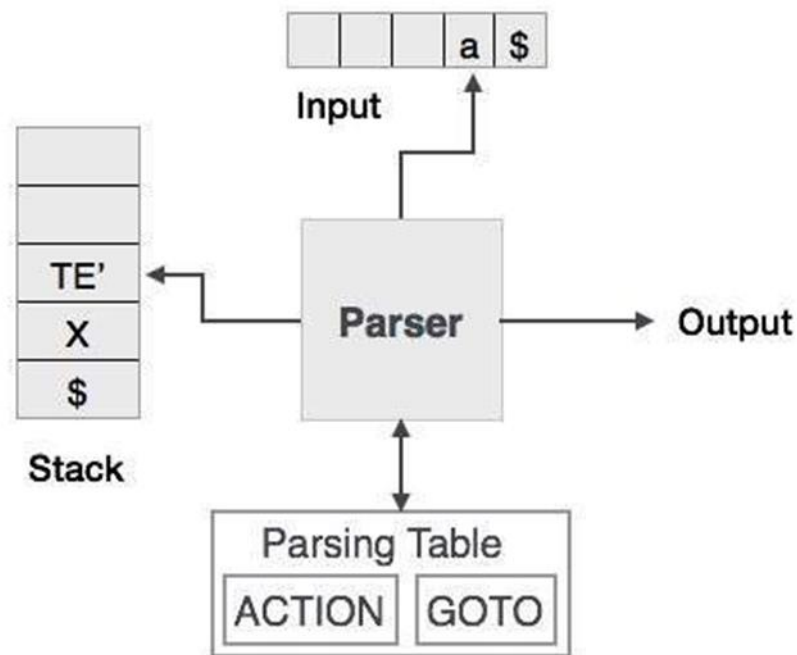 a $
Input
TE’
X
$
Stack
Parser
Output
Parsing Table
ACTION GOTO